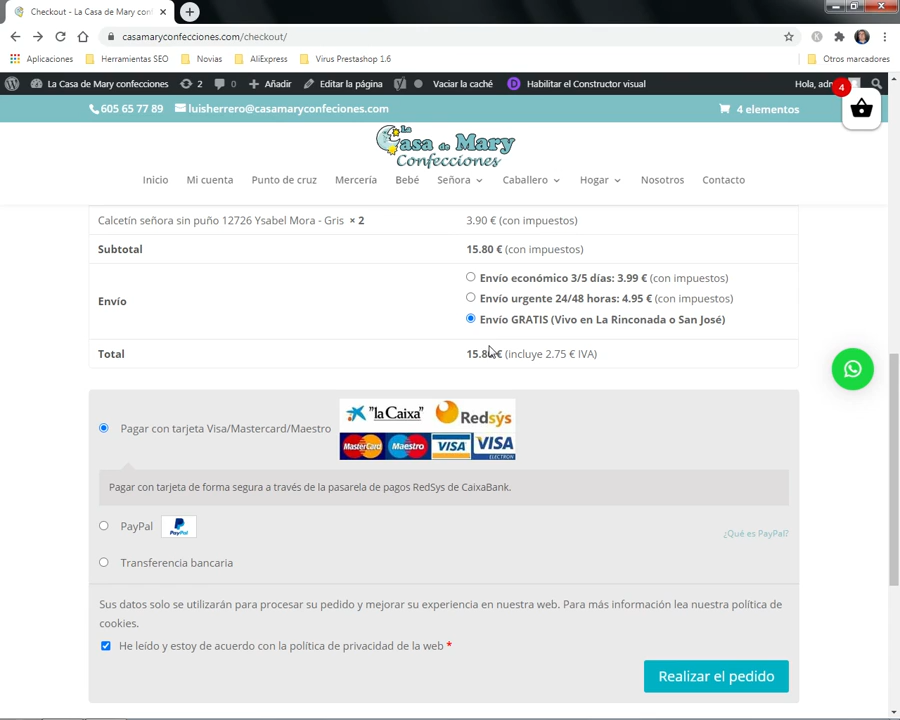 Checkout - La Casa de Mary conf
casamaryconfecciones.com/checkout/
Aplicaciones Herramientas SEO Novias AliExpress Virus Prestashop 1.6 Otros marcadores
La Casa de Mary confecciones 2 0 Añadir Editar la página Vaciar la caché Habilitar el Constructor visual Hola, adm
605 65 77 89 luisherrero@casamaryconfeciones.com 4 elementos 4
La Casa de Mary
Confecciones
Inicio Mi cuenta Punto de cruz Mercería Bebé Señora Caballero Hogar Nosotros Contacto
Calcetín señora sin puño 12726 Ysabel Mora - Gris × 2 3.90 € (con impuestos)
Subtotal 15.80 € (con impuestos)
Envío
Envío económico 3/5 días: 3.99 € (con impuestos)
Envío urgente 24/48 horas: 4.95 € (con impuestos)
Envío GRATIS (Vivo en La Rinconada o San José)
Total 15.80 € (incluye 2.75 € IVA)
Pagar con tarjeta Visa/Mastercard/Maestro
"la Caixa" Redsýs
MasterCard Maestro VISA VISA
ELECTRON
Pagar con tarjeta de forma segura a través de la pasarela de pagos RedSys de CaixaBank.
PayPal PayPal ¿Qué es PayPal?
Transferencia bancaria
Sus datos solo se utilizarán para procesar su pedido y mejorar su experiencia en nuestra web. Para más información lea nuestra política de
cookies.
He leído y estoy de acuerdo con la política de privacidad de la web *
Realizar el pedido